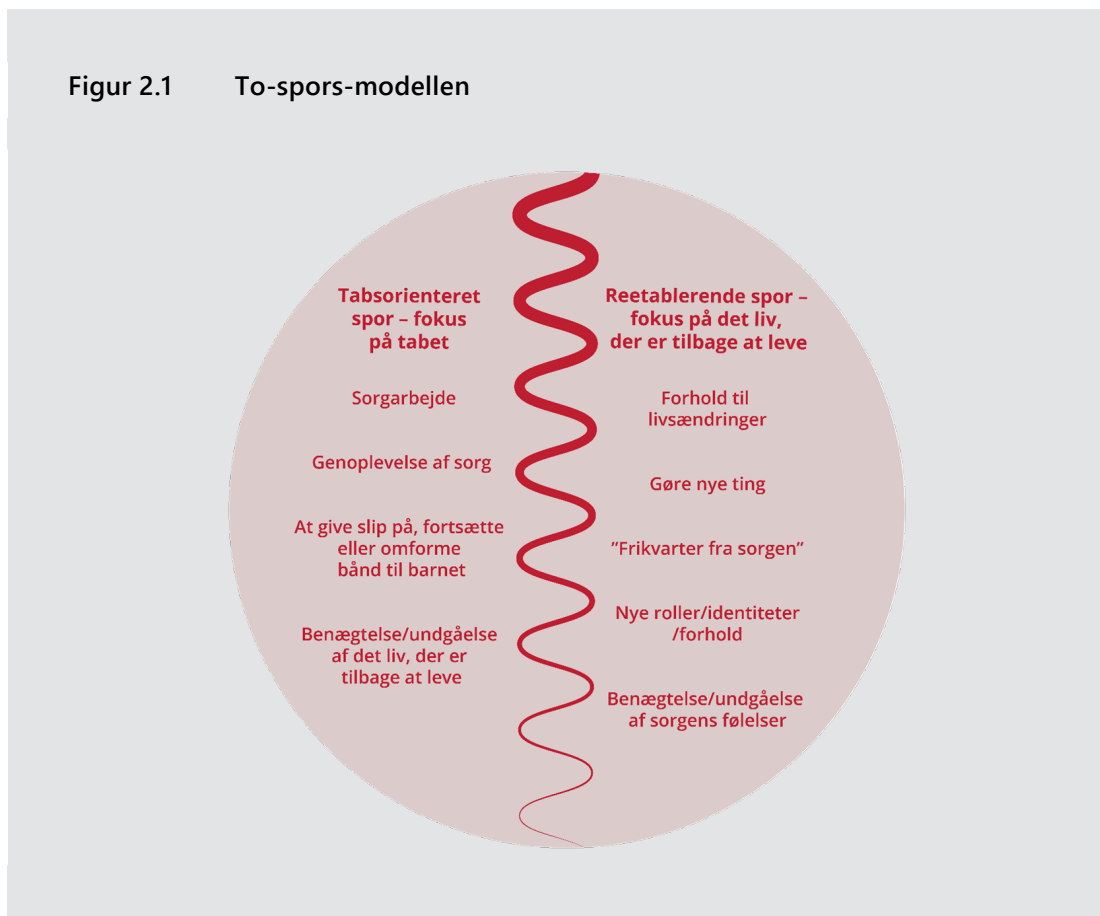 Figur 2.1 To-spors-modellen
Tabsorienteret
spor – fokus
på tabet
Sorgarbejde
Genoplevelse af sorg
At give slip på, fortsætte
eller omforme
bånd til barnet
Benægtelse/undgåelse
af det liv, der er
tilbage at leve
Reetablerende spor –
fokus på det liv,
der er tilbage at leve
Forhold til
livsændringer
Gøre nye ting
”Frikvarter fra sorgen”
Nye roller/identiteter
/forhold
Benægtelse/undgåelse
af sorgens følelser